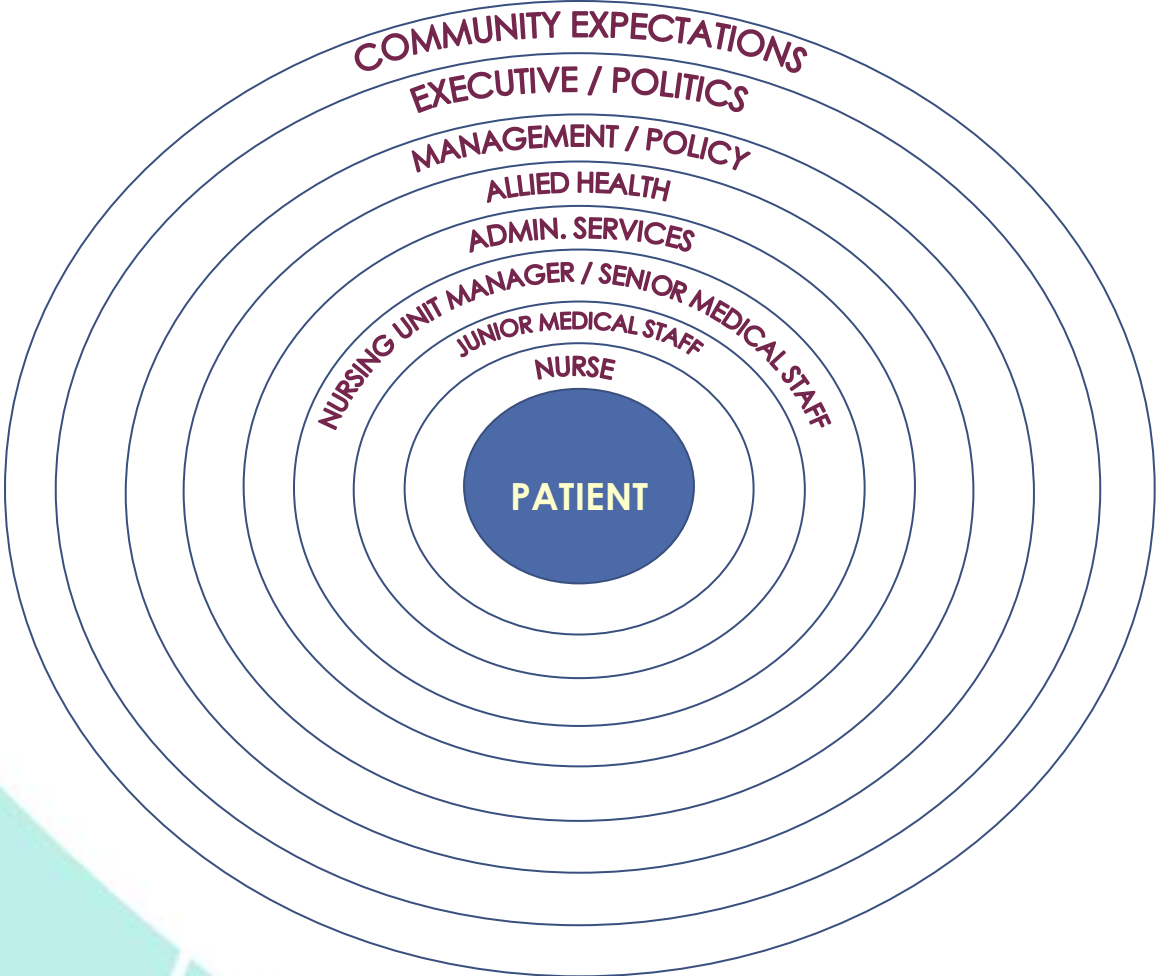 COMMUNITY EXPECTATIONS
EXECUTIVE / POLITICS
MANAGEMENT / POLICY
ALLIED HEALTH
ADMIN. SERVICES
NURSING UNIT MANAGER / SENIOR MEDICAL STAFF
JUNIOR MEDICAL STAFF
NURSE
PATIENT